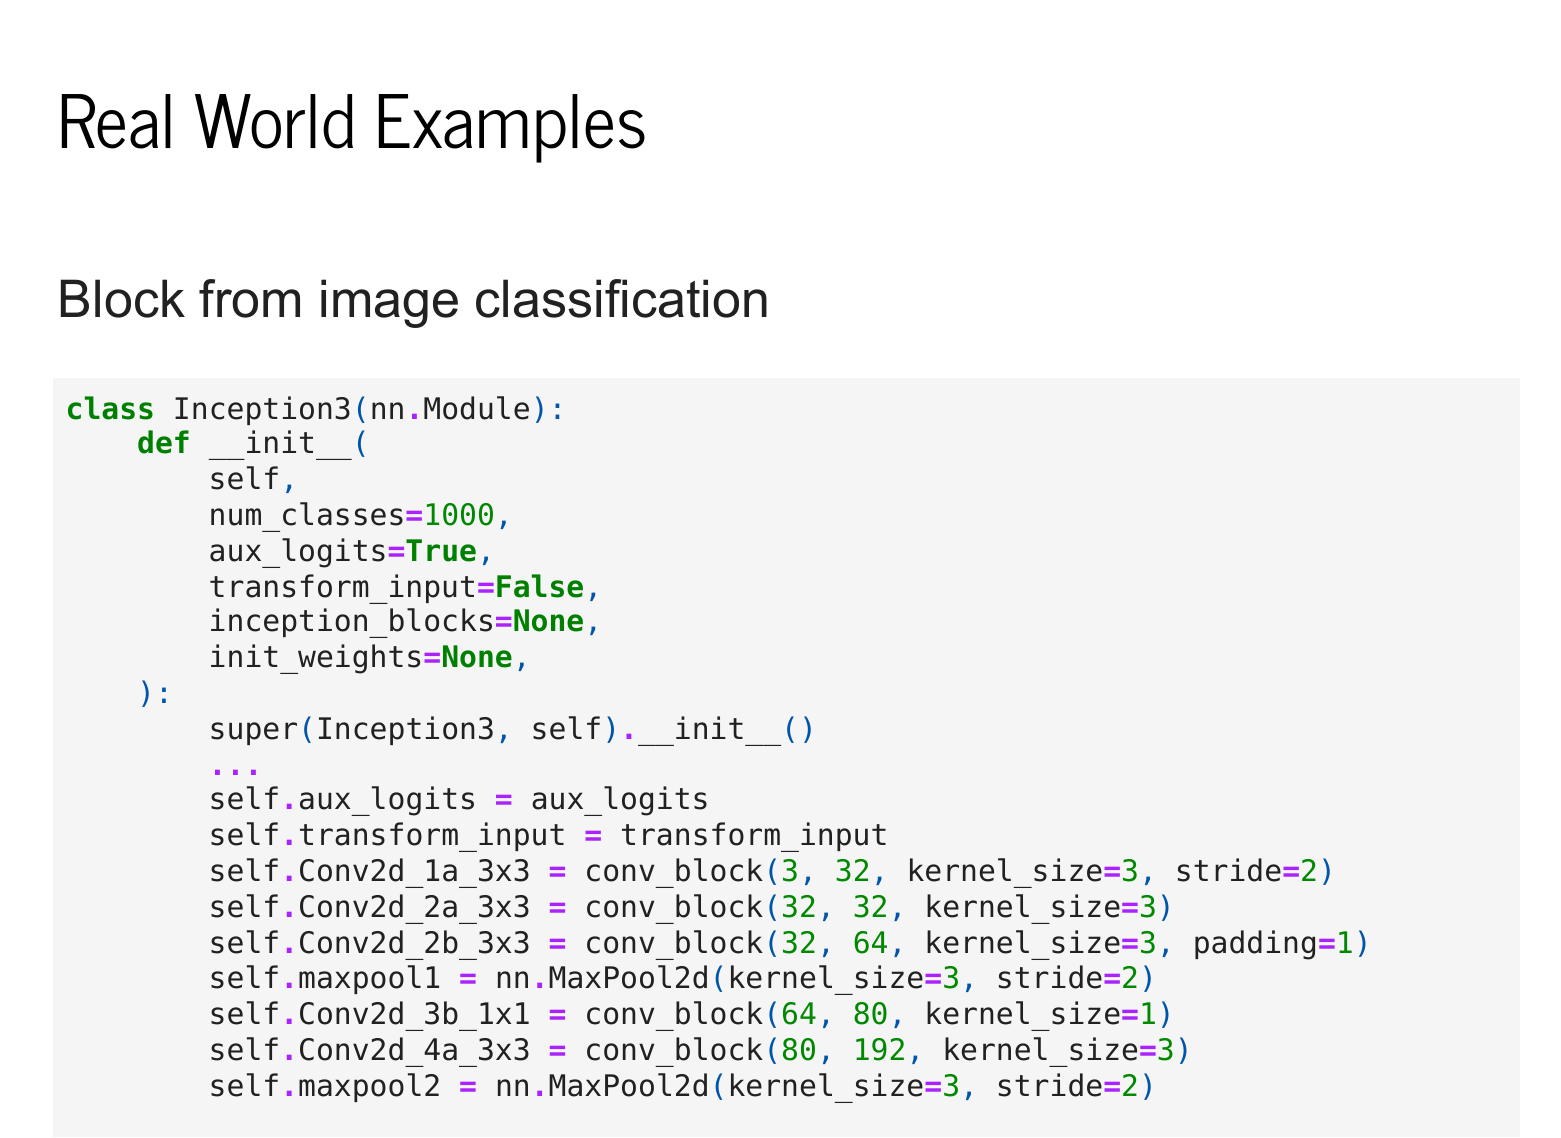 Real World Examples
Block from image classification
class Inception3(nn.Module):
    def __init__(
        self,
        num_classes=1000,
        aux_logits=True,
        transform_input=False,
        inception_blocks=None,
        init_weights=None,
    ):
        super(Inception3, self).__init__()
        ...
        self.aux_logits = aux_logits
        self.transform_input = transform_input
        self.Conv2d_1a_3x3 = conv_block(3, 32, kernel_size=3, stride=2)
        self.Conv2d_2a_3x3 = conv_block(32, 32, kernel_size=3)
        self.Conv2d_2b_3x3 = conv_block(32, 64, kernel_size=3, padding=1)
        self.maxpool1 = nn.MaxPool2d(kernel_size=3, stride=2)
        self.Conv2d_3b_1x1 = conv_block(64, 80, kernel_size=1)
        self.Conv2d_4a_3x3 = conv_block(80, 192, kernel_size=3)
        self.maxpool2 = nn.MaxPool2d(kernel_size=3, stride=2)